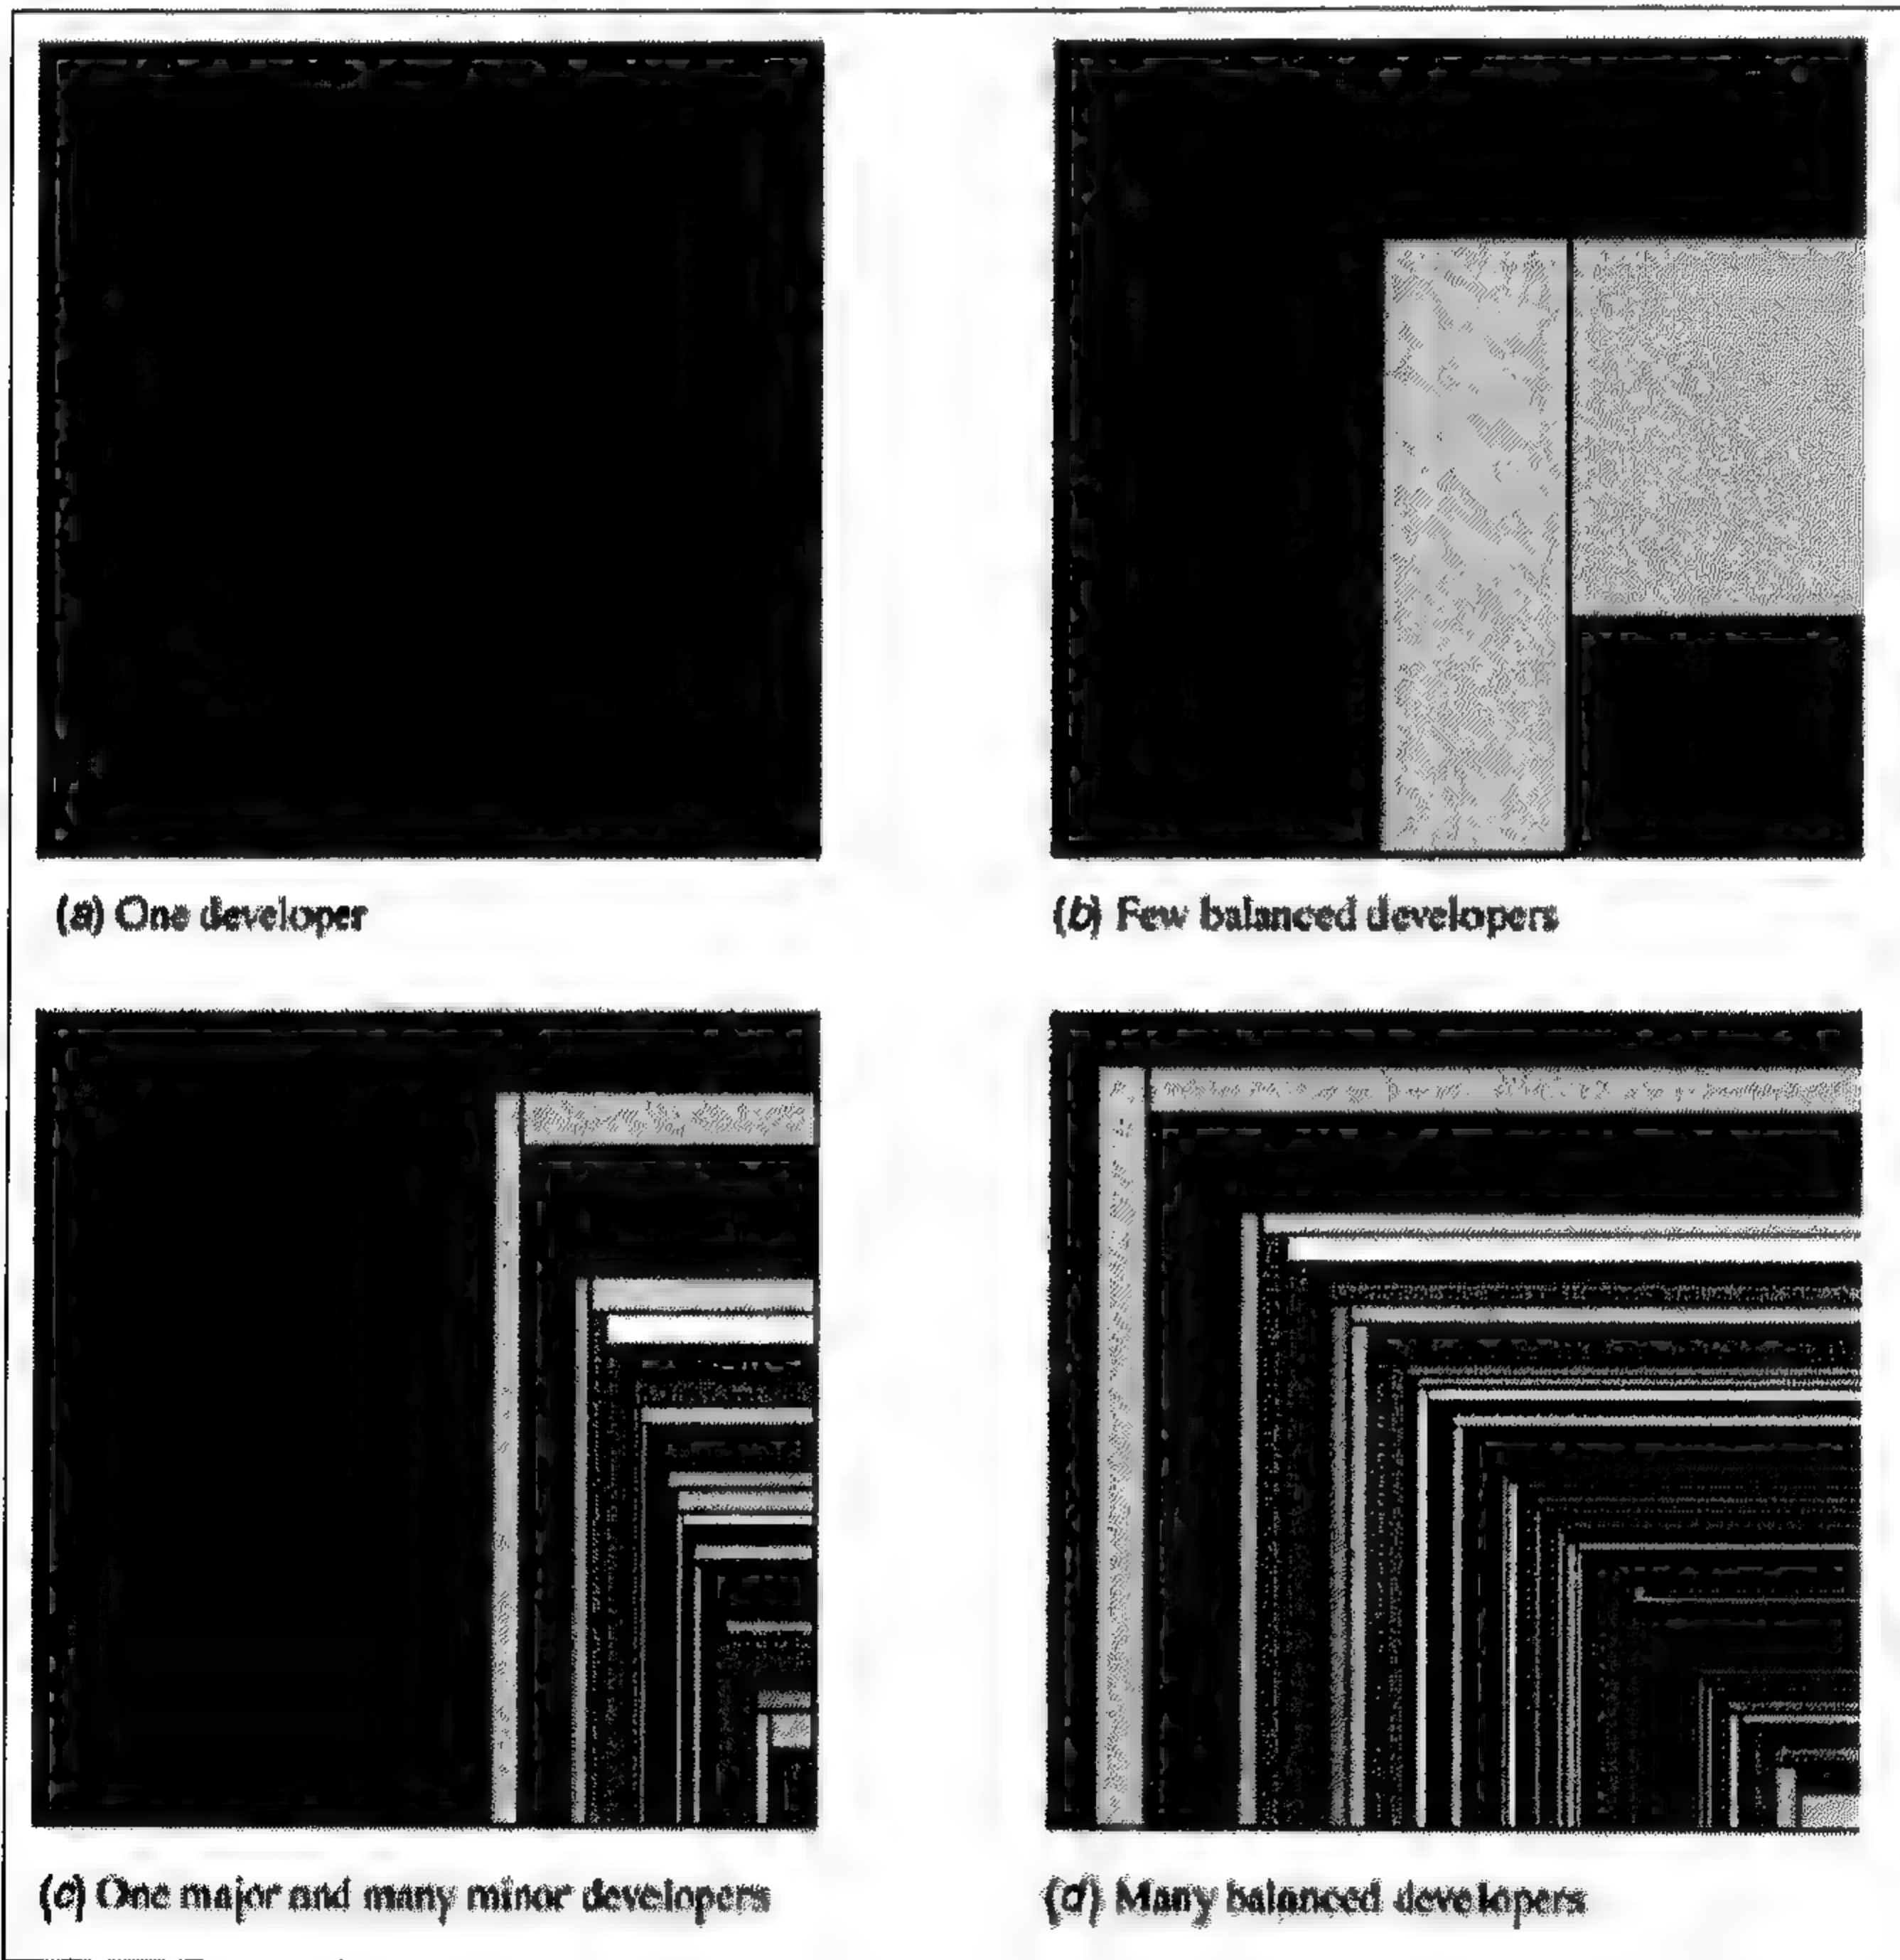 (a) One developer
(b) Few balanced developers
(c) One major and many minor developers
(d) Many balanced developers